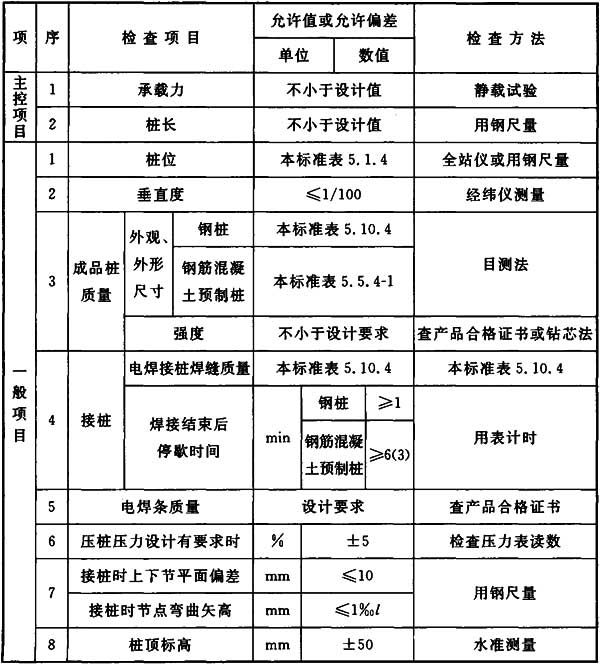 项 序 检查项目 允许值或允许偏差 检查方法
单位 数值
主控项目
1 承载力 不小于设计值 静载试验
2 桩长 不小于设计值 用钢尺量
一般项目
1 桩位 本标准表5.1.4 全站仪或用钢尺量
2 垂直度 ≤1/100 经纬仪测量
3 成品桩
质量
外观、
外形
尺寸
钢桩 本标准表5.10.4 目测法
钢筋混凝
土预制桩
本标准表5.5.4-1
强度 不小于设计要求 查产品合格证书或钻芯法
4 接桩 电焊接桩焊缝质量 本标准表5.10.4 本标准表5.10.4
焊接结束后
停歇时间
min 钢桩 ≥1 用表计时
钢筋混凝
土预制桩
≥6(3)
5 电焊条质量 设计要求 查产品合格证书
6 压桩压力设计有要求时 % ±5 检查压力表读数
7 接桩时上下节平面偏差 mm ≤10 用钢尺量
接桩时节点弯曲矢高 mm ≤1‰l
8 桩顶标高 mm ±50 水准测量